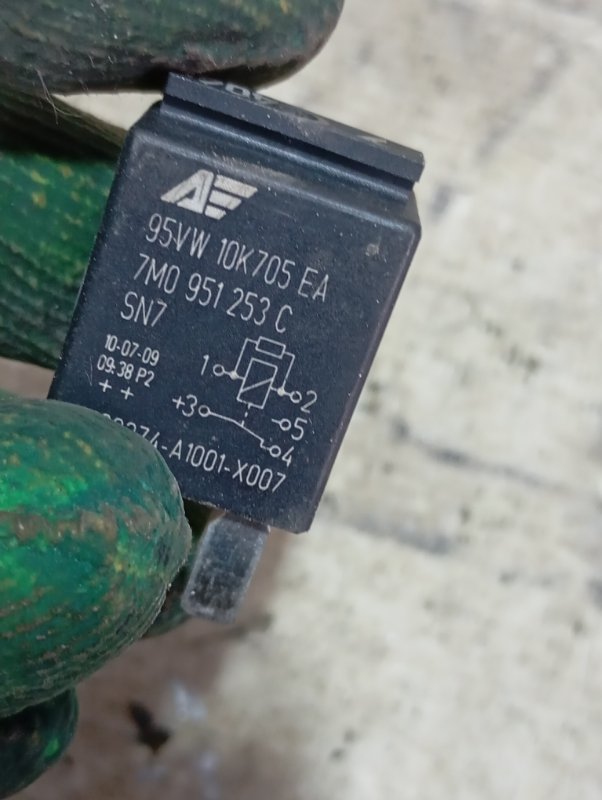 AE
95VW 10K705 EA
7M0 951 253 C
SN7
10-07-09
09:38 P2
+ +
1 2
+3 5
4
-A1001-X007